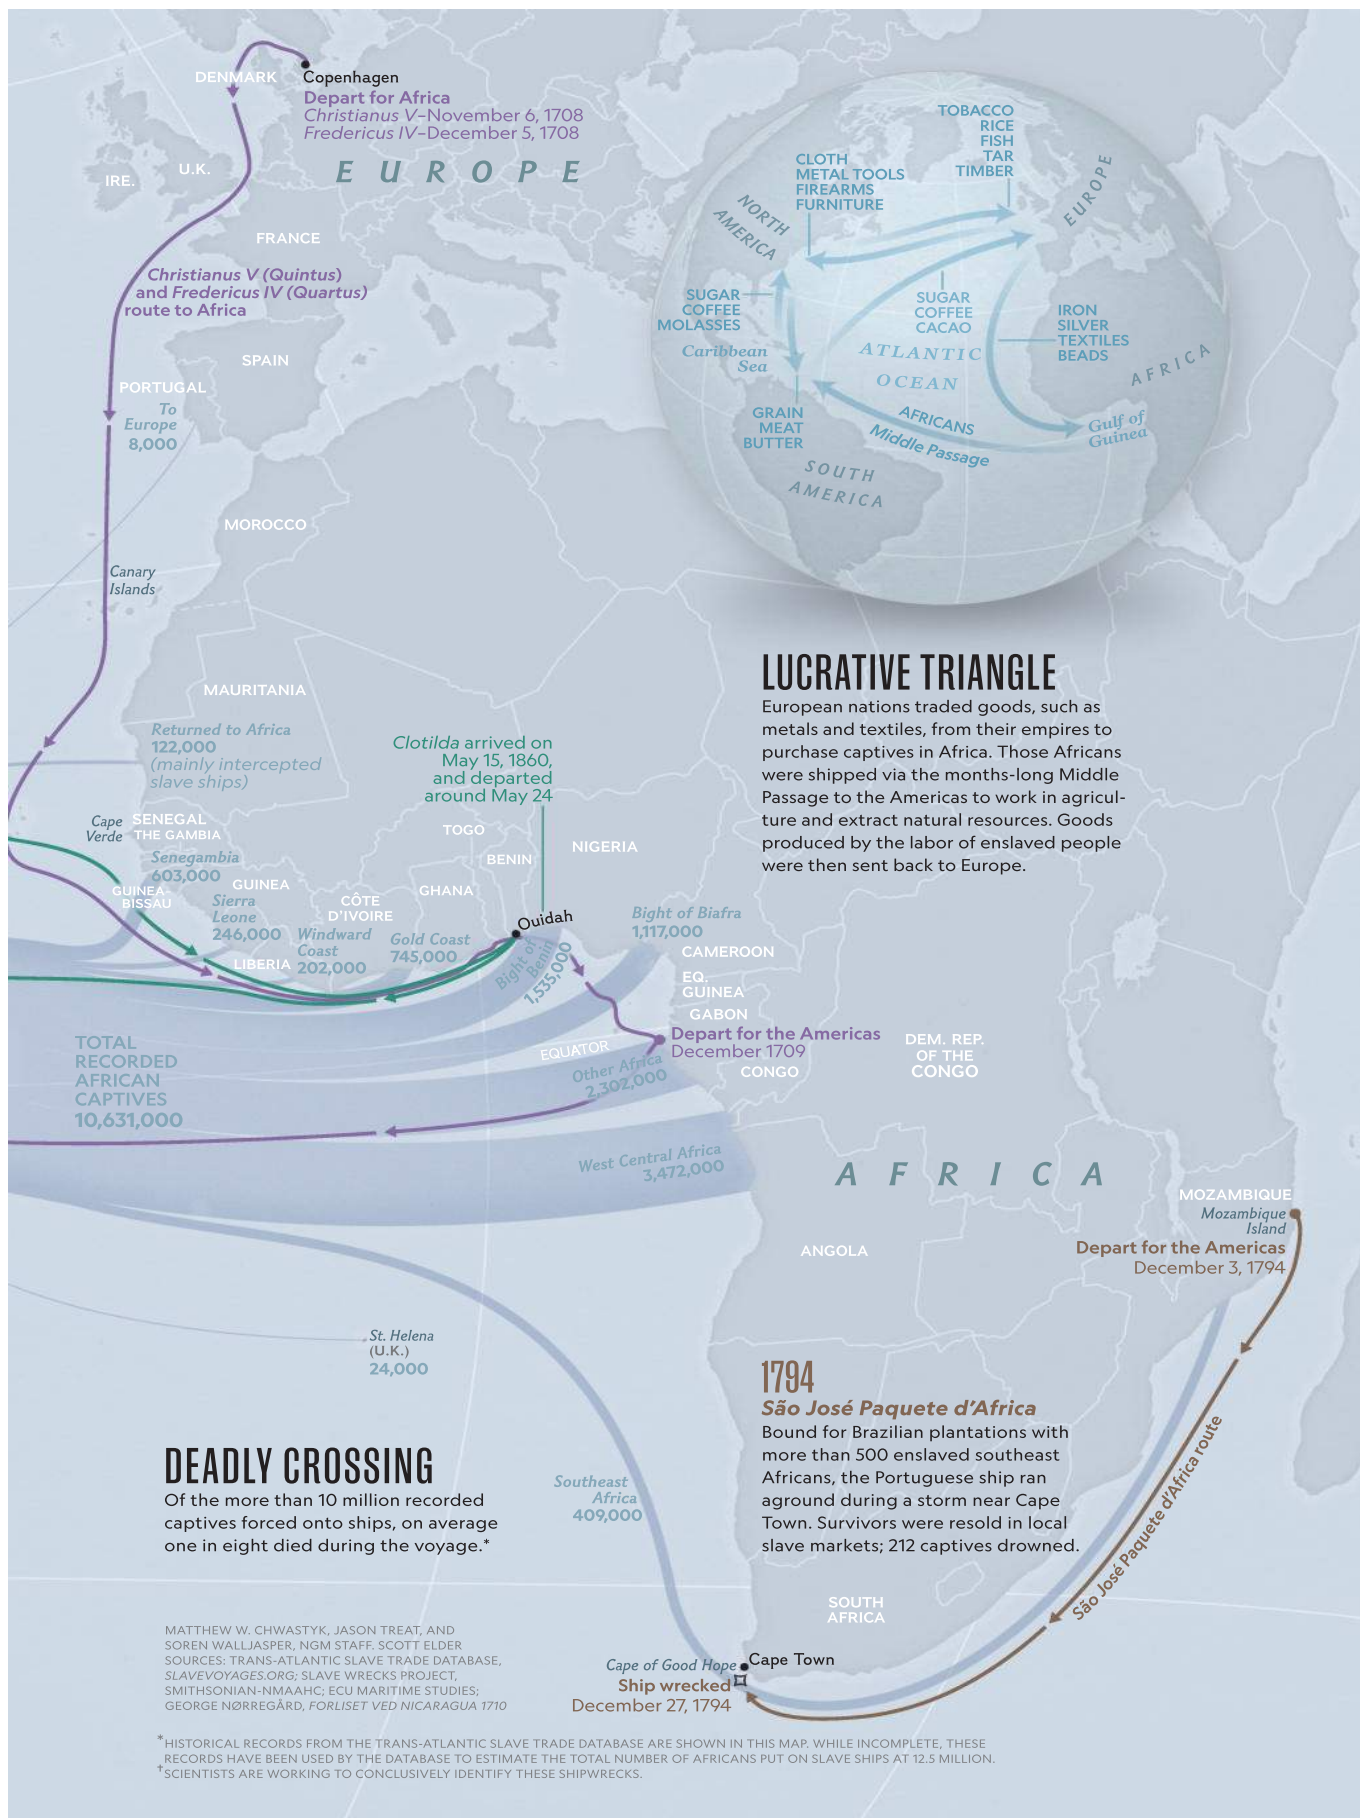 DENMARK
Copenhagen
Depart for Africa
Christianus V–November 6, 1708
Fredericus IV–December 5, 1708
EUROPE
IRE.
U.K.
FRANCE
Christianus V (Quintus)
and Fredericus IV (Quartus)
route to Africa
SPAIN
PORTUGAL
To
Europe
8,000
MOROCCO
Canary
Islands
TOBACCO
RICE
FISH
TAR
TIMBER
CLOTH
METAL TOOLS
FIREARMS
FURNITURE
NORTH
AMERICA
EUROPE
SUGAR
COFFEE
MOLASSES
SUGAR
COFFEE
CACAO
IRON
SILVER
TEXTILES
BEADS
Caribbean
Sea
ATLANTIC
OCEAN
AFRICA
GRAIN
MEAT
BUTTER
AFRICANS
Middle Passage
Gulf of
Guinea
SOUTH
AMERICA
LUCRATIVE TRIANGLE
European nations traded goods, such as
metals and textiles, from their empires to
purchase captives in Africa. Those Africans
were shipped via the months-long Middle
Passage to the Americas to work in agricul-
ture and extract natural resources. Goods
produced by the labor of enslaved people
were then sent back to Europe.
MAURITANIA
Returned to Africa
122,000
(mainly intercepted
slave ships)
Clotilda arrived on
May 15, 1860,
and departed
around May 24
Cape
Verde
SENEGAL
THE GAMBIA
Senegambia
603,000
GUINEA-
BISSAU
GUINEA
Sierra
Leone
246,000
LIBERIA
Windward
Coast
202,000
CÔTE
D'IVOIRE
GHANA
Gold Coast
745,000
TOGO
BENIN
NIGERIA
Ouidah
Bight of
Benin
1,535,000
Bight of Biafra
1,117,000
CAMEROON
EQ.
GUINEA
GABON
Depart for the Americas
December 1709
CONGO
DEM. REP.
OF THE
CONGO
EQUATOR
Other Africa
2,302,000
TOTAL
RECORDED
AFRICAN
CAPTIVES
10,631,000
West Central Africa
3,472,000
AFRICA
MOZAMBIQUE
Mozambique
Island
Depart for the Americas
December 3, 1794
ANGOLA
St. Helena
(U.K.)
24,000
1794
São José Paquete d'Africa
Bound for Brazilian plantations with
more than 500 enslaved southeast
Africans, the Portuguese ship ran
aground during a storm near Cape
Town. Survivors were resold in local
slave markets; 212 captives drowned.
São José Paquete d'Africa route
DEADLY CROSSING
Of the more than 10 million recorded
captives forced onto ships, on average
one in eight died during the voyage.*
Southeast
Africa
409,000
SOUTH
AFRICA
Cape of Good Hope
Cape Town
Ship wrecked
December 27, 1794
MATTHEW W. CHWASTYK, JASON TREAT, AND
SOREN WALLJASPER, NGM STAFF. SCOTT ELDER
SOURCES: TRANS-ATLANTIC SLAVE TRADE DATABASE,
SLAVEVOYAGES.ORG; SLAVE WRECKS PROJECT,
SMITHSONIAN-NMAAHC; ECU MARITIME STUDIES;
GEORGE NØRREGÅRD, FORLISET VED NICARAGUA 1710
*HISTORICAL RECORDS FROM THE TRANS-ATLANTIC SLAVE TRADE DATABASE ARE SHOWN IN THIS MAP. WHILE INCOMPLETE, THESE
RECORDS HAVE BEEN USED BY THE DATABASE TO ESTIMATE THE TOTAL NUMBER OF AFRICANS PUT ON SLAVE SHIPS AT 12.5 MILLION.
†SCIENTISTS ARE WORKING TO CONCLUSIVELY IDENTIFY THESE SHIPWRECKS.